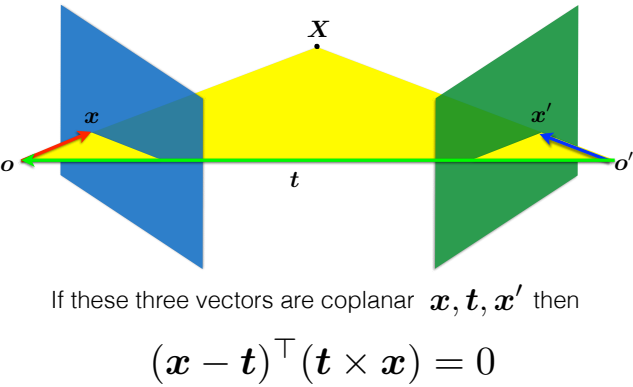 X
x
x′
o
o′
t
If these three vectors are coplanar x, t, x′ then
(x − t)⊤(t × x) = 0